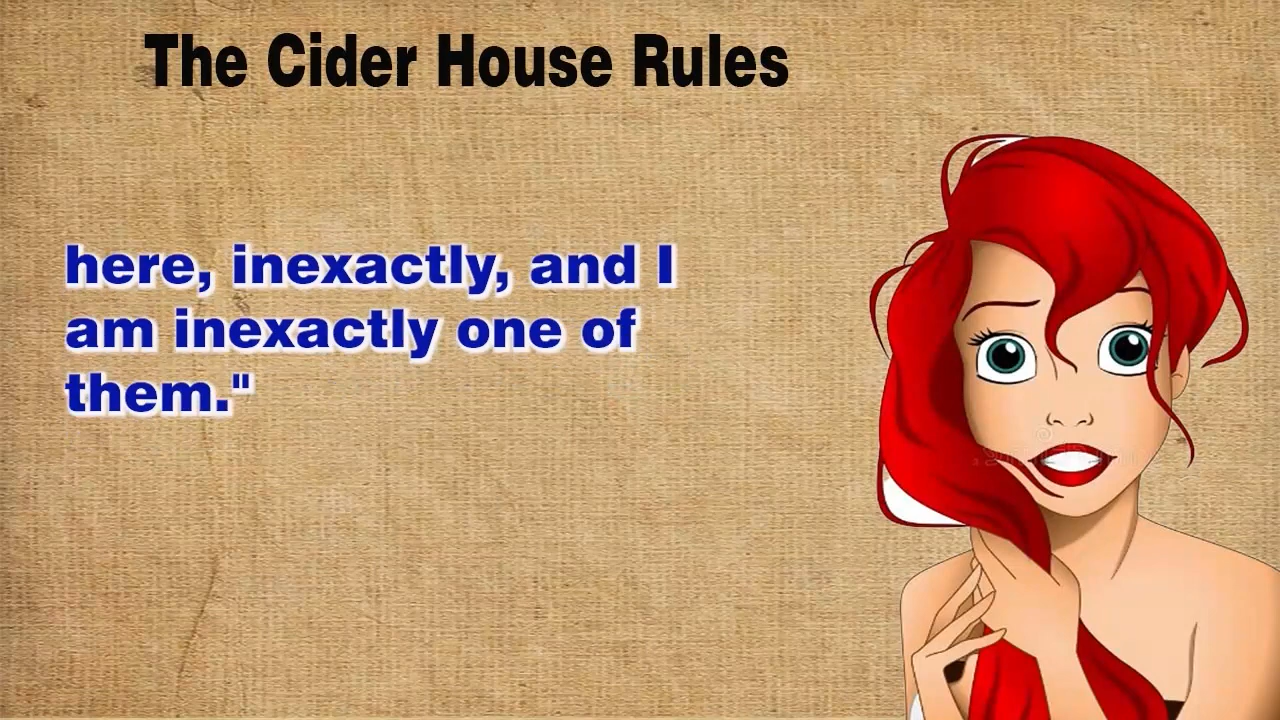 The Cider House Rules
here, inexactly, and I
am inexactly one of
them."